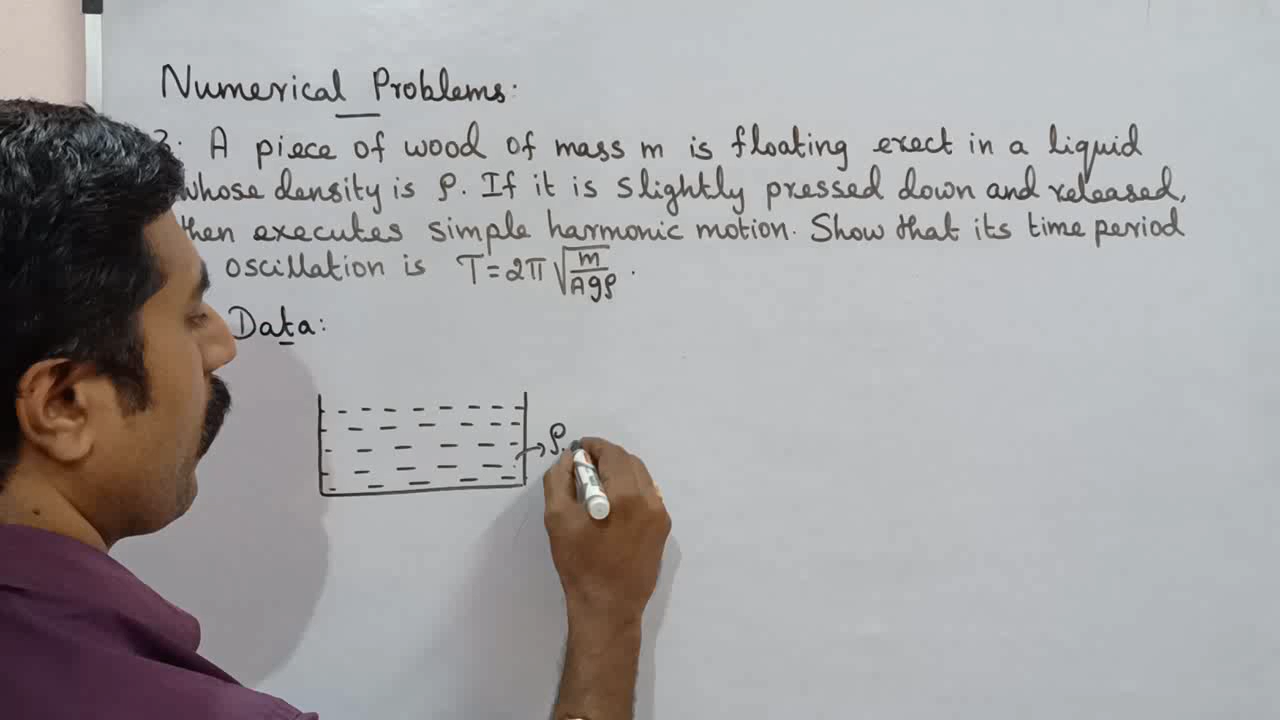 Numerical Problems:
3. A piece of wood of mass m is floating erect in a liquid
whose density is ρ. If it is slightly pressed down and released,
then executes simple harmonic motion. Show that its time period
oscillation is T=2π√m/Agρ.
Data:
→ρ